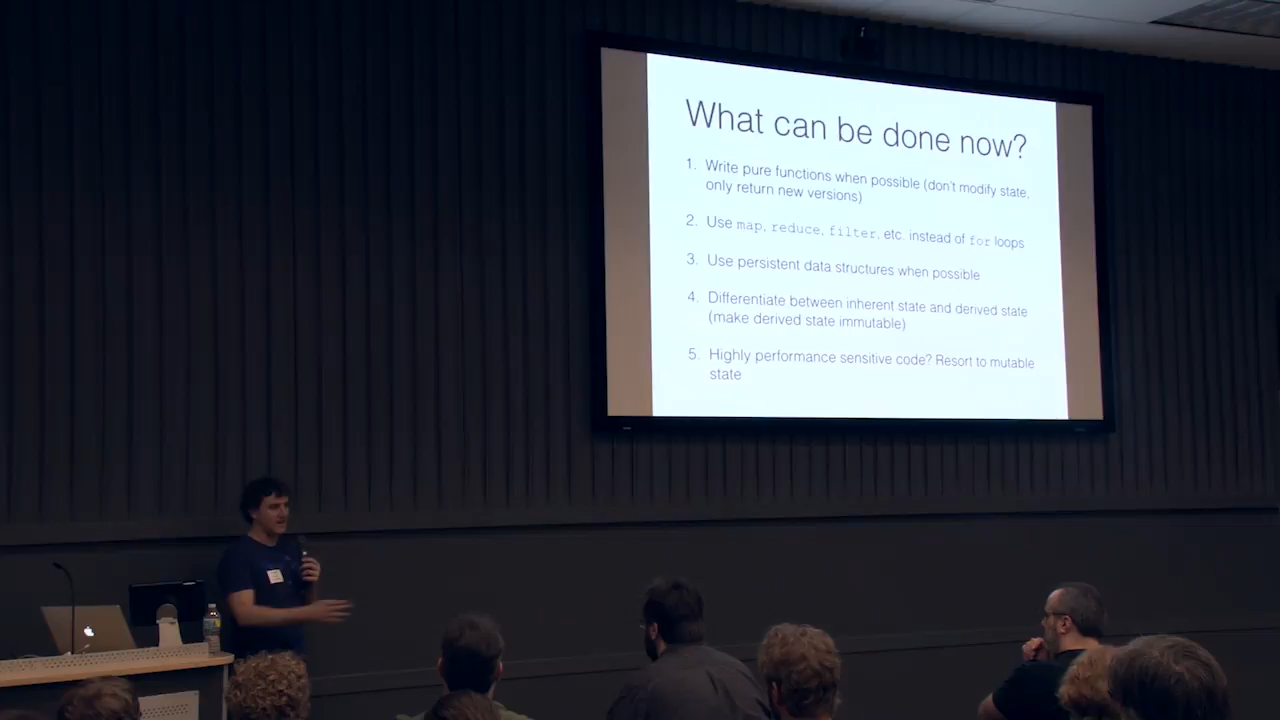 What can be done now?
1. Write pure functions when possible (don't modify state,
only return new versions)
2. Use map, reduce, filter, etc. instead of for loops
3. Use persistent data structures when possible
4. Differentiate between inherent state and derived state
(make derived state immutable)
5. Highly performance sensitive code? Resort to mutable
state